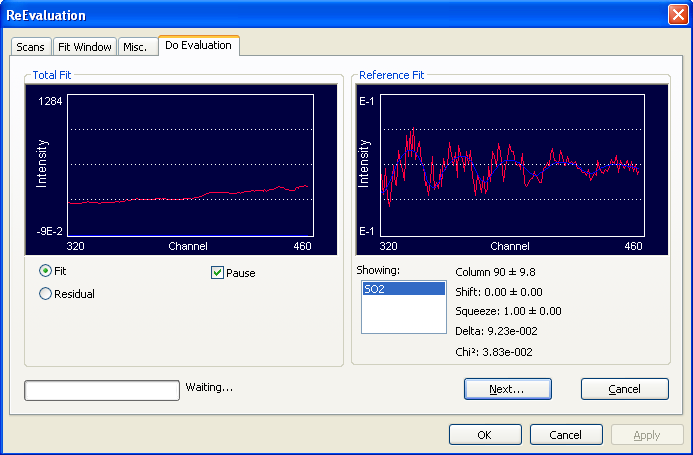 ReEvaluation
Scans Fit Window Misc. Do Evaluation
Total Fit
1284
Intensity
-9E-2
320 Channel 460
Fit
Pause
Residual
Reference Fit
E-1
Intensity
E-1
320 Channel 460
Showing:
SO2
Column 90 ± 9.8
Shift: 0.00 ± 0.00
Squeeze: 1.00 ± 0.00
Delta: 9.23e-002
Chi²: 3.83e-002
Waiting...
Next... Cancel
OK Cancel Apply